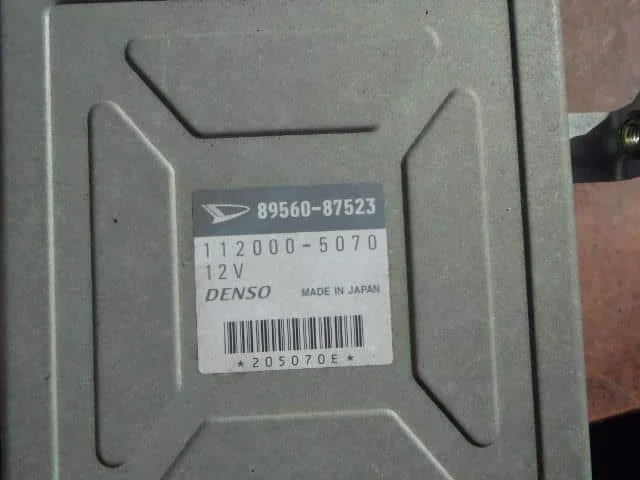 89560-87523
112000-5070
12V
DENSO MADE IN JAPAN
*205070E*